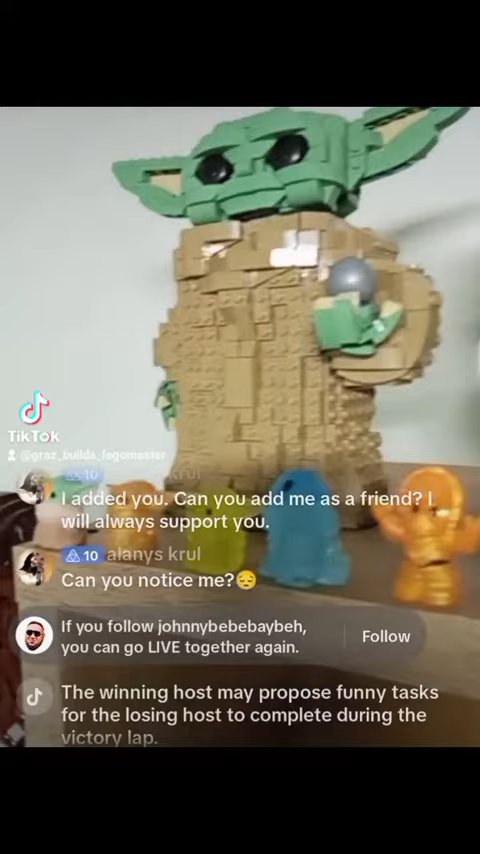 TikTok
@graz_builds_legomaster
10 krul
I added you. Can you add me as a friend? I
will always support you.
10 alanys krul
Can you notice me?😔
If you follow johnnybebebaybeh,
you can go LIVE together again.
Follow
The winning host may propose funny tasks
for the losing host to complete during the
victory lap.